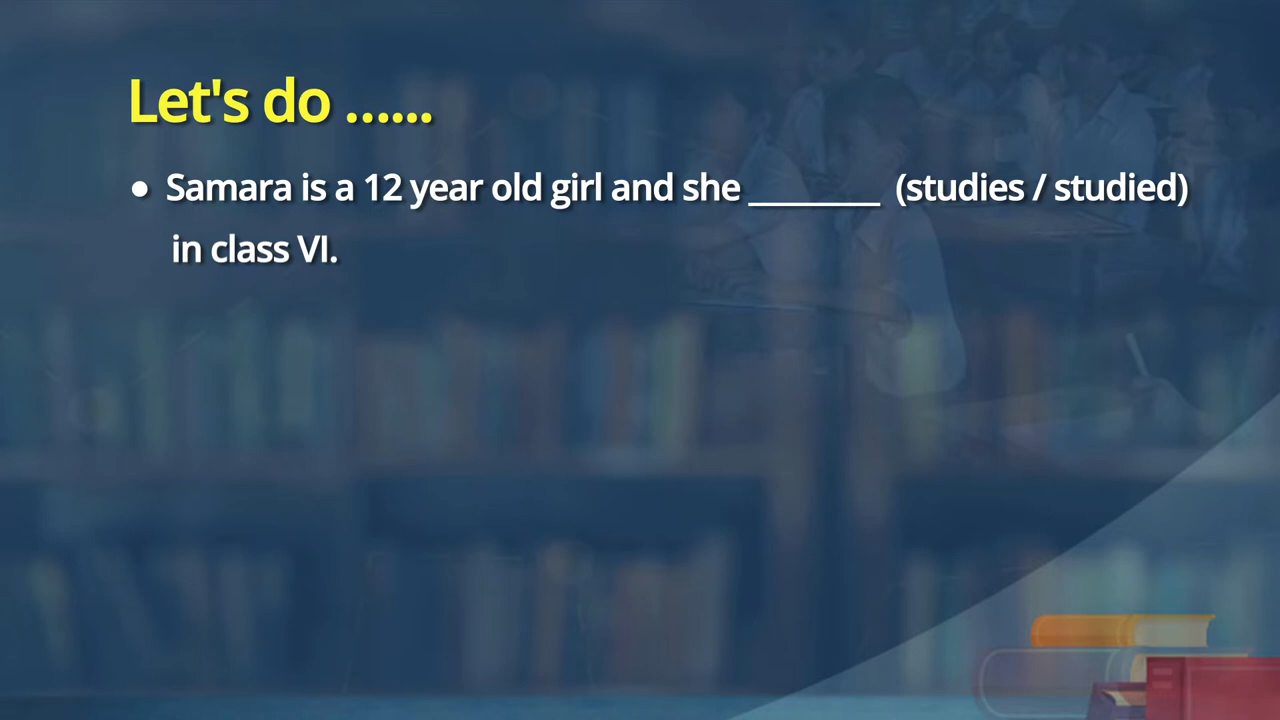 Let's do ......
● Samara is a 12 year old girl and she ________ (studies / studied)
in class VI.